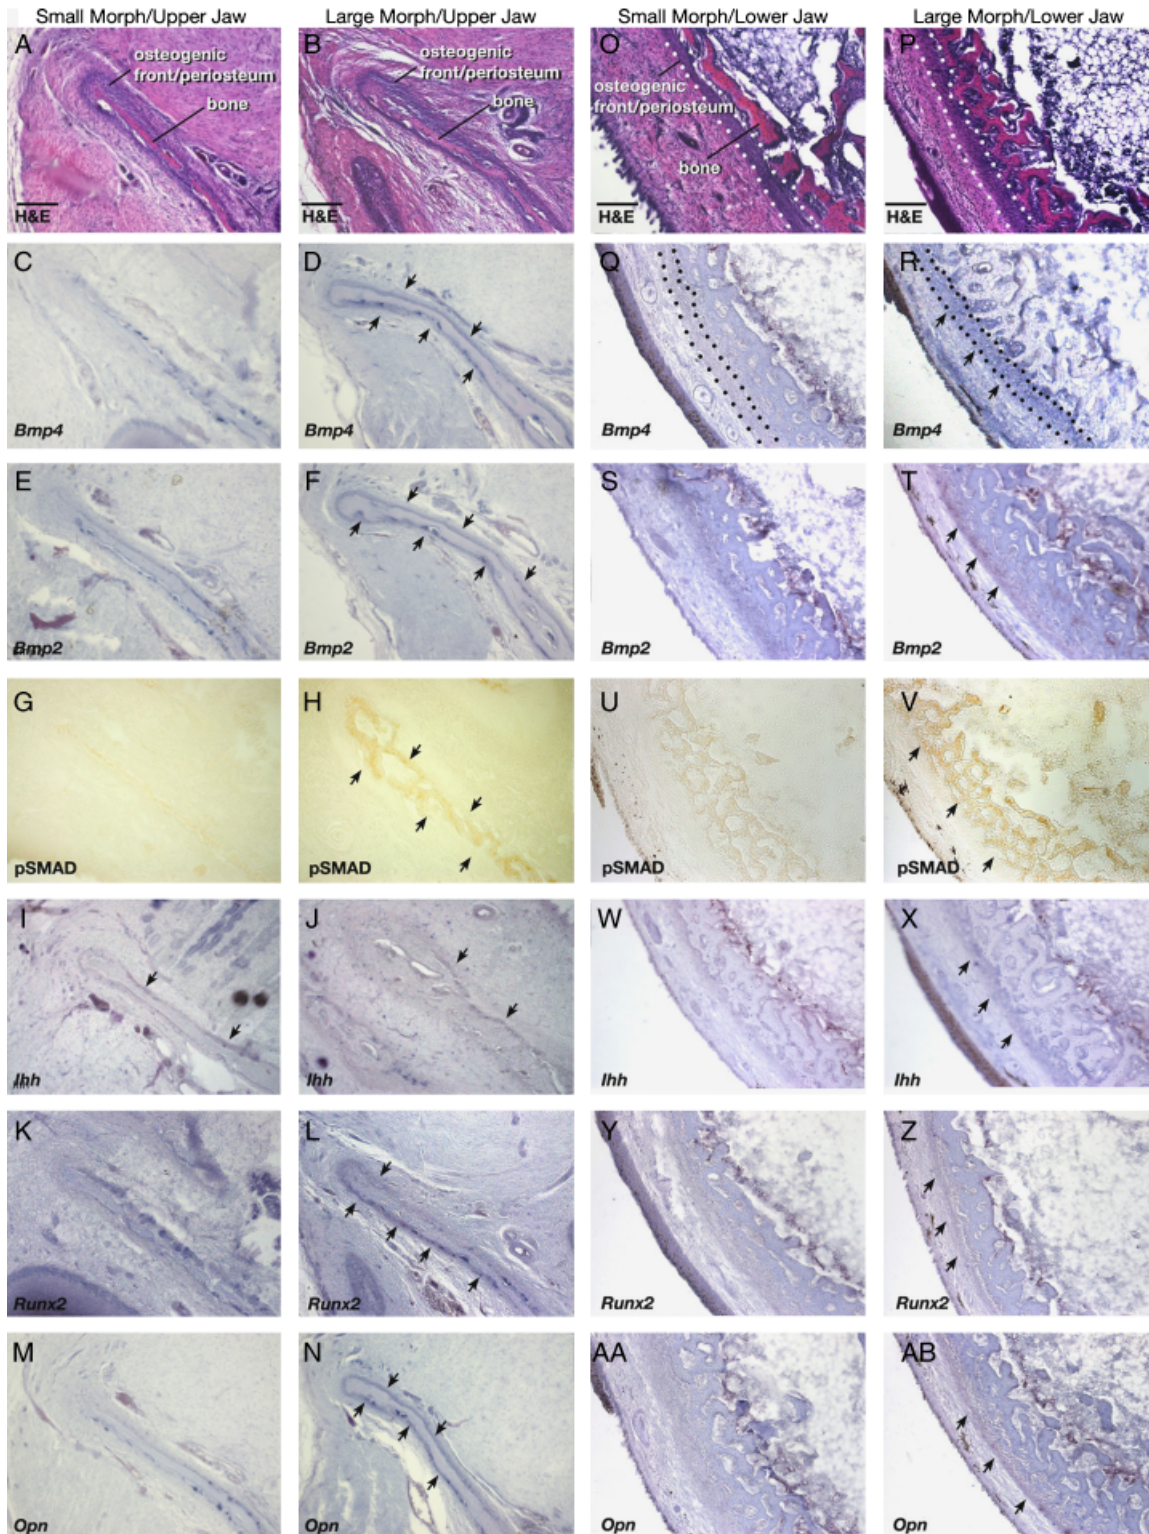 Small Morph/Upper Jaw Large Morph/Upper Jaw Small Morph/Lower Jaw Large Morph/Lower Jaw
A B O P
osteogenic
front/periosteum
bone
H&E
osteogenic
front/periosteum
bone
H&E
osteogenic
front/periosteum
bone
H&E
H&E
C D Q R
Bmp4 Bmp4 Bmp4 Bmp4
E F S T
Bmp2 Bmp2 Bmp2 Bmp2
G H U V
pSMAD pSMAD pSMAD pSMAD
I J W X
Ihh Ihh Ihh Ihh
K L Y Z
Runx2 Runx2 Runx2 Runx2
M N AA AB
Opn Opn Opn Opn